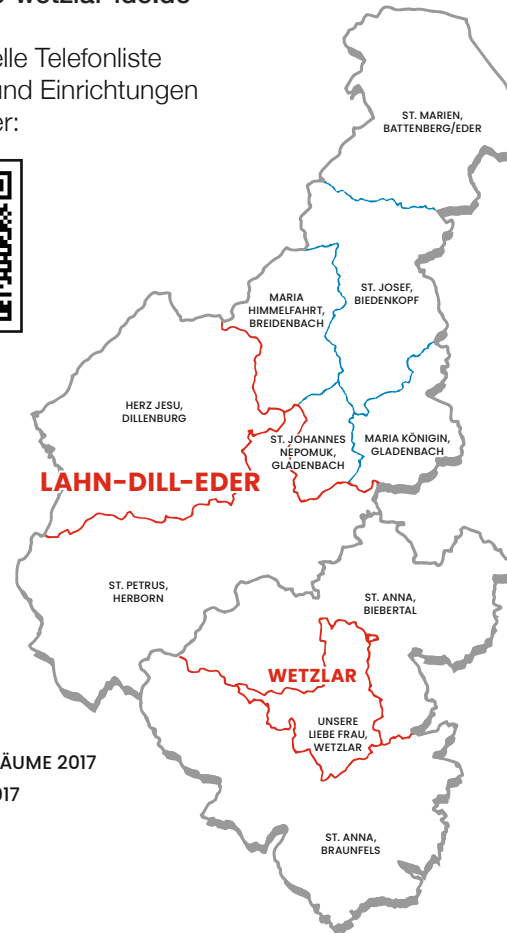 elle Telefonliste
und Einrichtungen
er:
ST. MARIEN,
BATTENBERG/EDER
ST. JOSEF,
BIEDENKOPF
MARIA
HIMMELFAHRT,
BREIDENBACH
HERZ JESU,
DILLENBURG
ST. JOHANNES
NEPOMUK,
GLADENBACH
MARIA KÖNIGIN,
GLADENBACH
LAHN-DILL-EDER
ST. PETRUS,
HERBORN
ST. ANNA,
BIEBERTAL
WETZLAR
UNSERE
LIEBE FRAU,
WETZLAR
ÄUME 2017
017
ST. ANNA,
BRAUNFELS